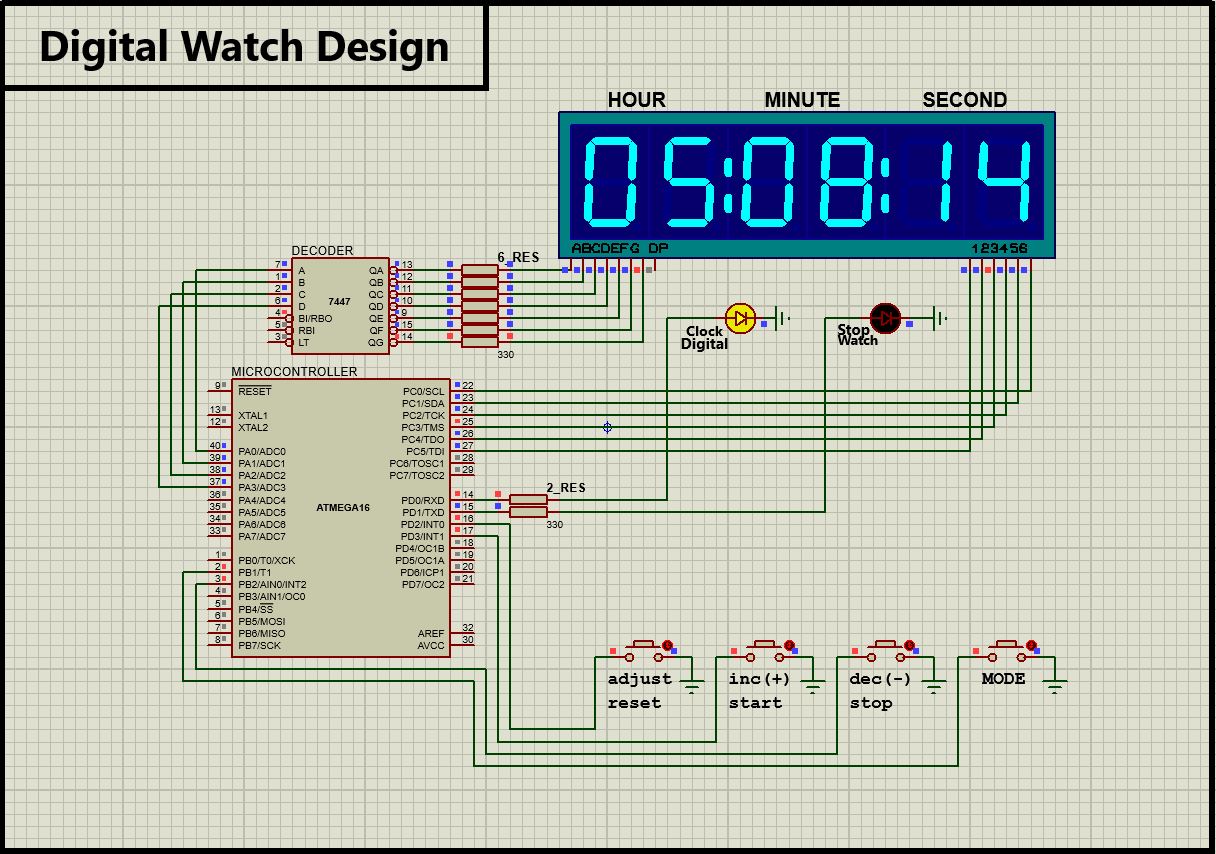 Digital Watch Design
HOUR MINUTE SECOND
05:08:14
ABCDEFG DP 123456
DECODER
7 A QA 13
1 B QB 12
2 C QC 11
6 D QD 10
4 BI/RBO QE 9
5 RBI QF 15
3 LT QG 14
7447
6_RES
330
Clock
Digital
Stop
Watch
MICROCONTROLLER
9 RESET PC0/SCL 22
PC1/SDA 23
13 XTAL1 PC2/TCK 24
12 XTAL2 PC3/TMS 25
PC4/TDO 26
40 PA0/ADC0 PC5/TDI 27
39 PA1/ADC1 PC6/TOSC1 28
38 PA2/ADC2 PC7/TOSC2 29
37 PA3/ADC3
36 PA4/ADC4 PD0/RXD 14
35 PA5/ADC5 PD1/TXD 15
34 PA6/ADC6 PD2/INT0 16
33 PA7/ADC7 PD3/INT1 17
PD4/OC1B 18
1 PB0/T0/XCK PD5/OC1A 19
2 PB1/T1 PD6/ICP1 20
3 PB2/AIN0/INT2 PD7/OC2 21
4 PB3/AIN1/OC0
5 PB4/SS
6 PB5/MOSI
7 PB6/MISO AREF 32
8 PB7/SCK AVCC 30
ATMEGA16
2_RES
330
adjust inc(+) dec(-) MODE
reset start stop